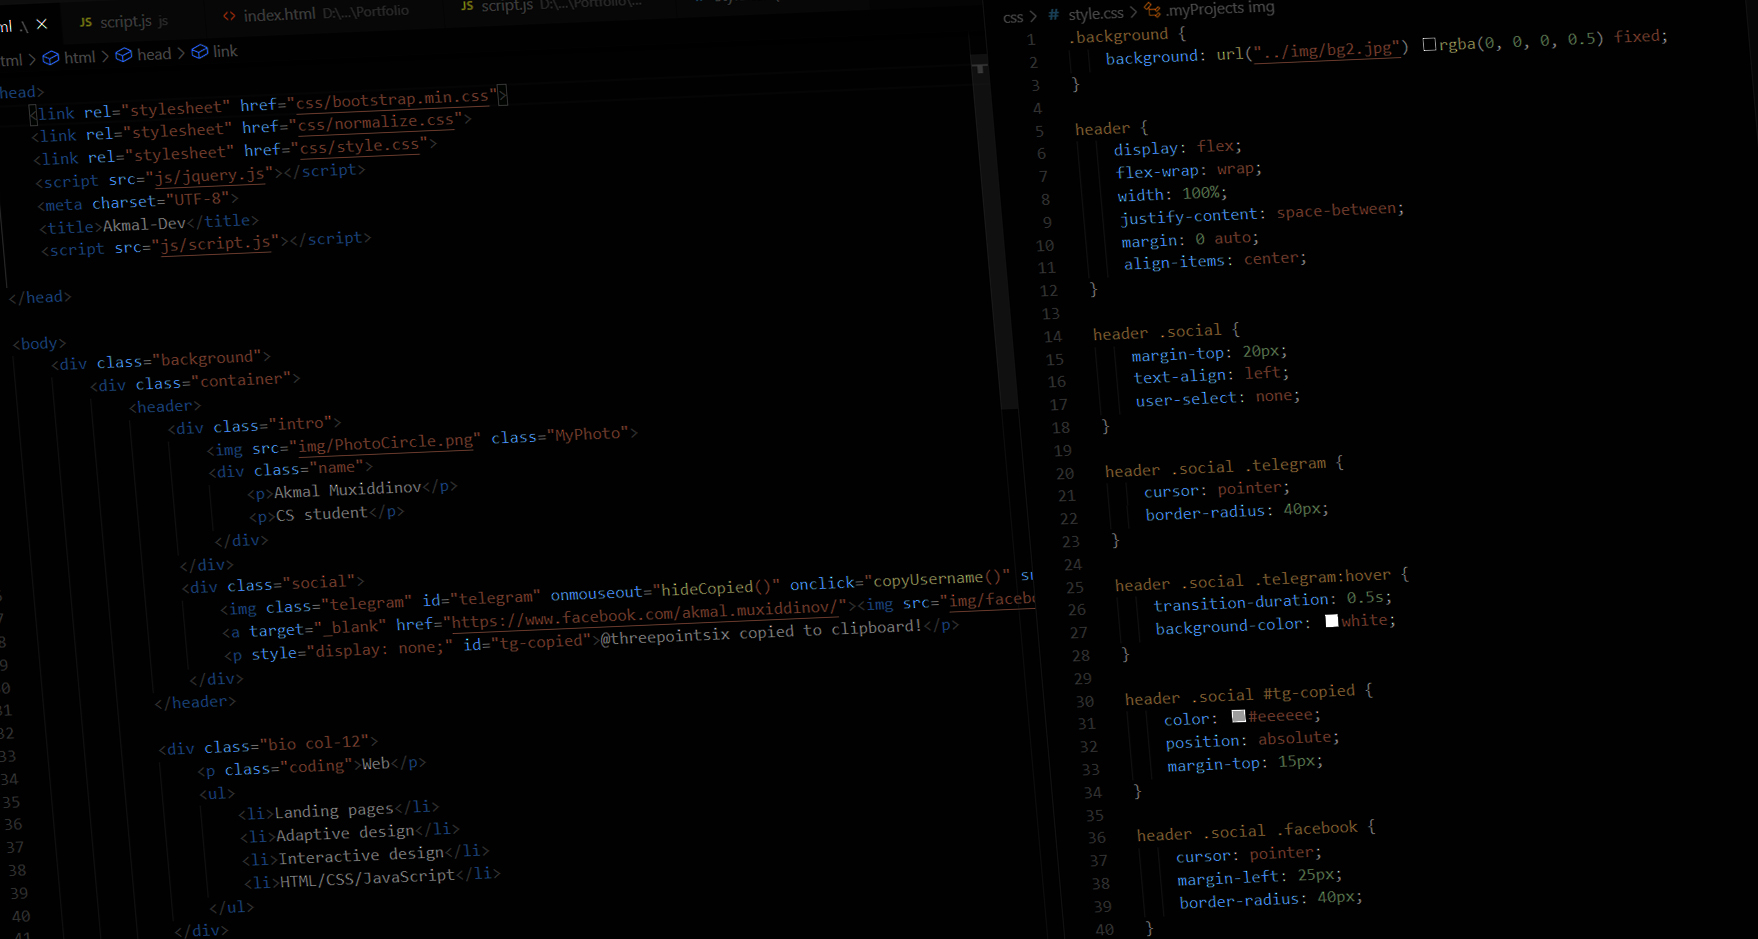 ml .\ ×
JS script.js js
<> index.html D:\...\Portfolio
JS script.js D:\...\Portfolio\...
tml > html > head > link
head>
<link rel="stylesheet" href="css/bootstrap.min.css">
<link rel="stylesheet" href="css/normalize.css">
<link rel="stylesheet" href="css/style.css">
<script src="js/jquery.js"></script>
<meta charset="UTF-8">
<title>Akmal-Dev</title>
<script src="js/script.js"></script>
</head>
<body>
<div class="background">
<div class="container">
<header>
<div class="intro">
<img src="img/PhotoCircle.png" class="MyPhoto">
<div class="name">
<p>Akmal Muxiddinov</p>
<p>CS student</p>
</div>
</div>
<div class="social">
<img class="telegram" id="telegram" onmouseout="hideCopied()" onclick="copyUsername()" sr
<a target="_blank" href="https://www.facebook.com/akmal.muxiddinov/"><img src="img/facebo
<p style="display: none;" id="tg-copied">@threepointsix copied to clipboard!</p>
</div>
</header>
<div class="bio col-12">
<p class="coding">Web</p>
34 <ul>
35 <li>Landing pages</li>
36 <li>Adaptive design</li>
37 <li>Interactive design</li>
38 <li>HTML/CSS/JavaScript</li>
39 </ul>
40 </div>
41
css > # style.css > .myProjects img
1 .background {
2 background: url("../img/bg2.jpg") rgba(0, 0, 0, 0.5) fixed;
3 }
4
5 header {
6 display: flex;
7 flex-wrap: wrap;
8 width: 100%;
9 justify-content: space-between;
10 margin: 0 auto;
11 align-items: center;
12 }
13
14 header .social {
15 margin-top: 20px;
16 text-align: left;
17 user-select: none;
18 }
19
20 header .social .telegram {
21 cursor: pointer;
22 border-radius: 40px;
23 }
24
25 header .social .telegram:hover {
26 transition-duration: 0.5s;
27 background-color: white;
28 }
29
30 header .social #tg-copied {
31 color: #eeeeee;
32 position: absolute;
33 margin-top: 15px;
34 }
35
36 header .social .facebook {
37 cursor: pointer;
38 margin-left: 25px;
39 border-radius: 40px;
40 }